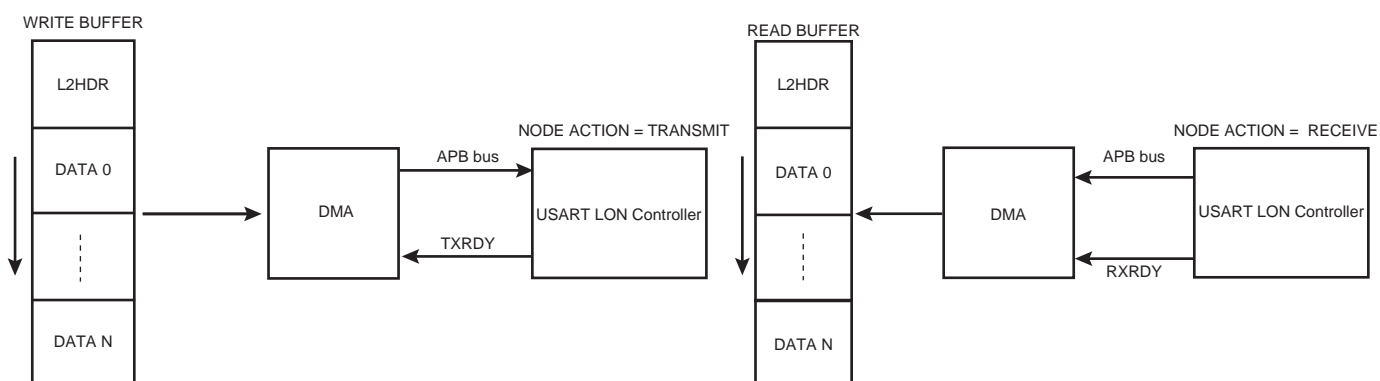 WRITE BUFFER
L2HDR
DATA 0
DATA N
DMA
APB bus
TXRDY
NODE ACTION = TRANSMIT
USART LON Controller
READ BUFFER
L2HDR
DATA 0
DATA N
DMA
APB bus
RXRDY
NODE ACTION = RECEIVE
USART LON Controller